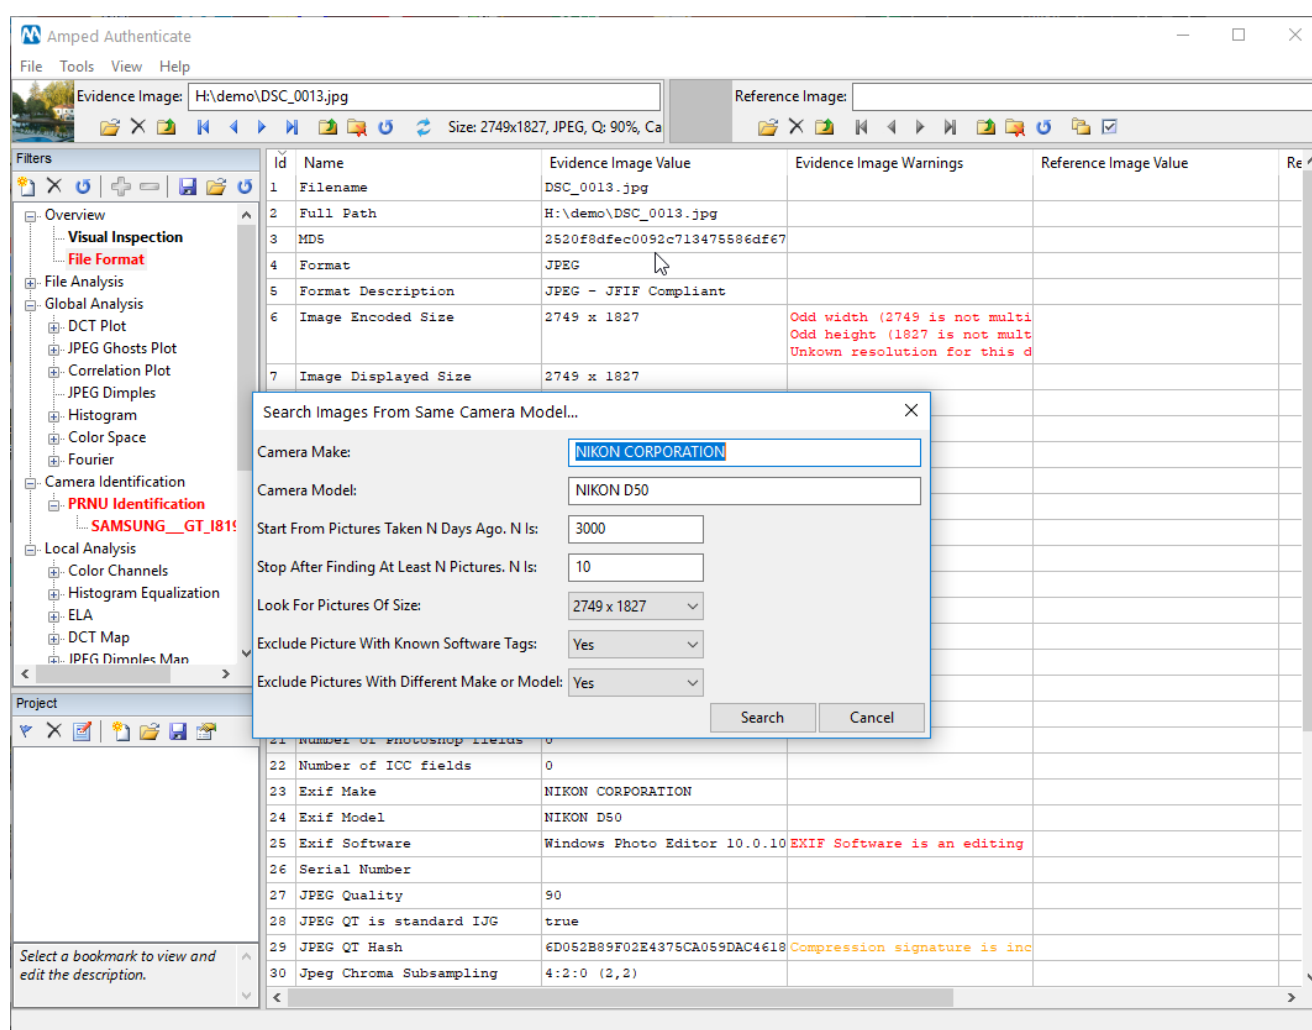 Amped Authenticate
File Tools View Help
Evidence Image: H:\demo\DSC_0013.jpg
Reference Image:
Size: 2749x1827, JPEG, Q: 90%, Ca
Filters
Overview
Visual Inspection
File Format
File Analysis
Global Analysis
DCT Plot
JPEG Ghosts Plot
Correlation Plot
JPEG Dimples
Histogram
Color Space
Fourier
Camera Identification
PRNU Identification
SAMSUNG__GT_I819
Local Analysis
Color Channels
Histogram Equalization
ELA
DCT Map
JPEG Dimples Map
Project
Select a bookmark to view and
edit the description.
Id Name Evidence Image Value Evidence Image Warnings Reference Image Value Re
1 Filename DSC_0013.jpg
2 Full Path H:\demo\DSC_0013.jpg
3 MD5 2520f8dfec0092c713475586df67
4 Format JPEG
5 Format Description JPEG - JFIF Compliant
6 Image Encoded Size 2749 x 1827 Odd width (2749 is not multi
Odd height (1827 is not mult
Unkown resolution for this d
7 Image Displayed Size 2749 x 1827
Search Images From Same Camera Model...
Camera Make: NIKON CORPORATION
Camera Model: NIKON D50
Start From Pictures Taken N Days Ago. N Is: 3000
Stop After Finding At Least N Pictures. N Is: 10
Look For Pictures Of Size: 2749 x 1827
Exclude Picture With Known Software Tags: Yes
Exclude Pictures With Different Make or Model: Yes
Search Cancel
21 Number of Photoshop fields 0
22 Number of ICC fields 0
23 Exif Make NIKON CORPORATION
24 Exif Model NIKON D50
25 Exif Software Windows Photo Editor 10.0.10 EXIF Software is an editing
26 Serial Number
27 JPEG Quality 90
28 JPEG QT is standard IJG true
29 JPEG QT Hash 6D052B89F02E4375CA059DAC4618 Compression signature is inc
30 Jpeg Chroma Subsampling 4:2:0 (2,2)